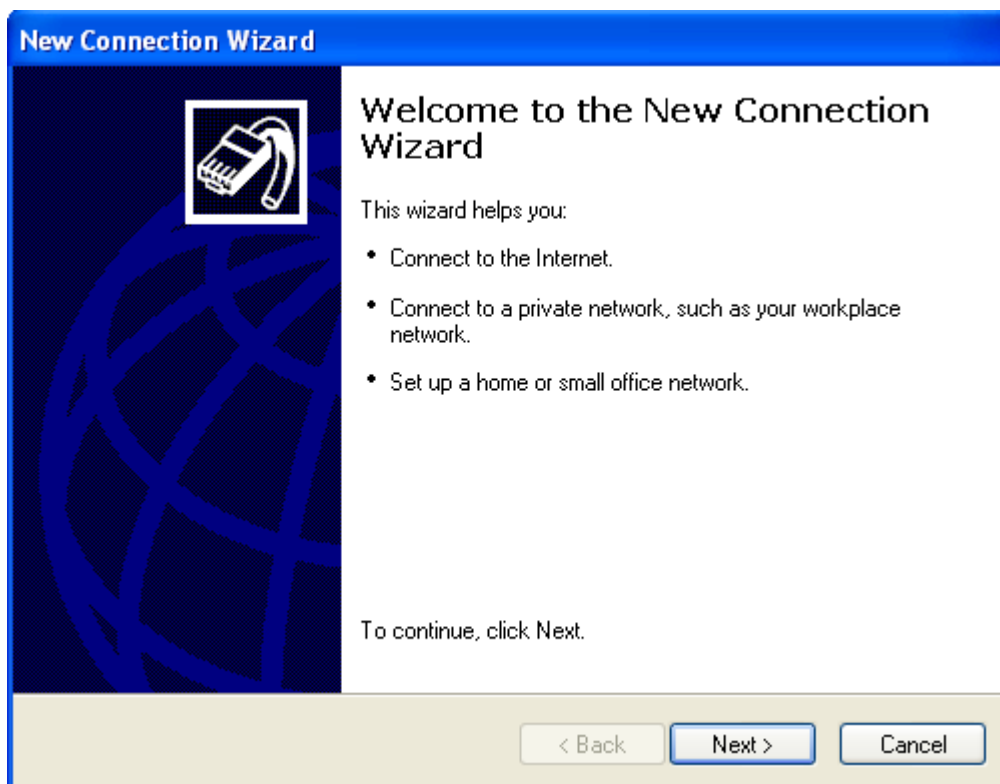 New Connection Wizard
Welcome to the New Connection
Wizard
This wizard helps you:
• Connect to the Internet.
• Connect to a private network, such as your workplace
network.
• Set up a home or small office network.
To continue, click Next.
< Back Next > Cancel